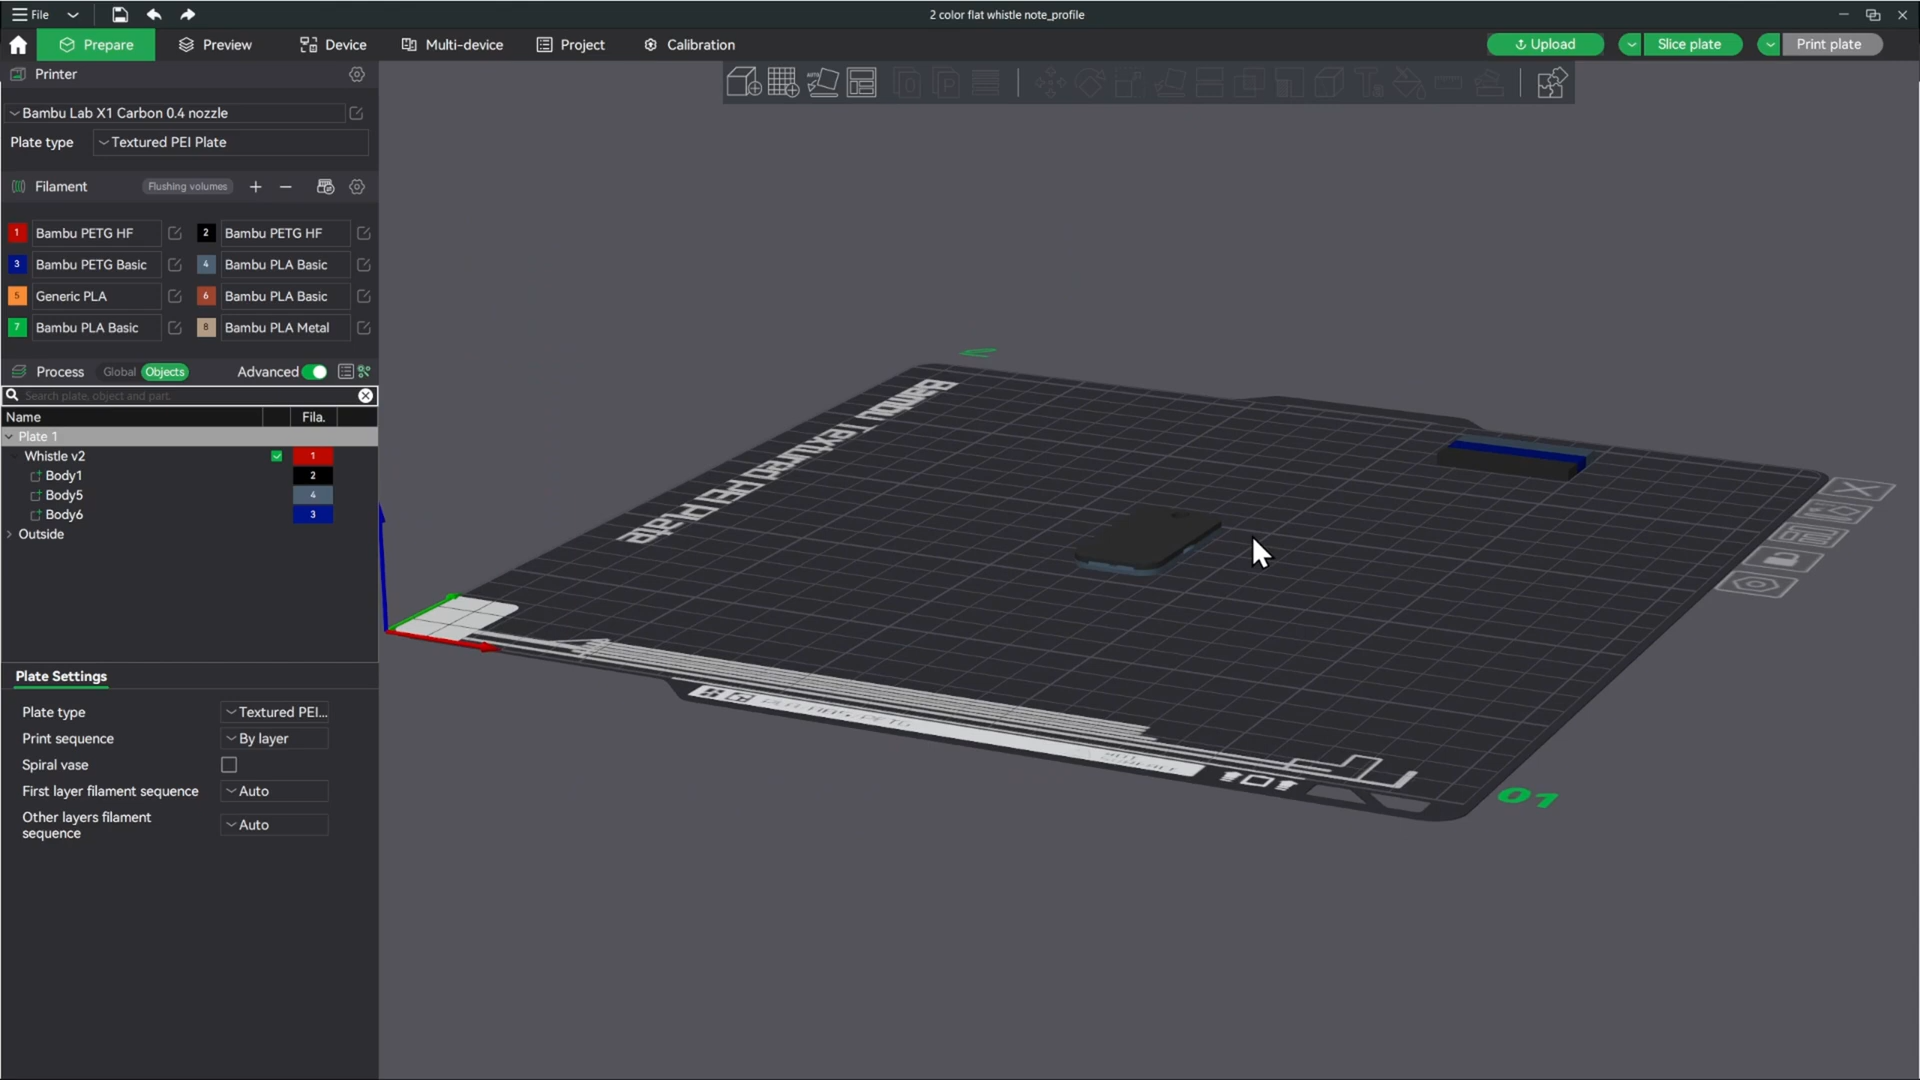 File
2 color flat whistle note_profile
Prepare
Preview
Device
Multi-device
Project
Calibration
Upload
Slice plate
Print plate
Printer
Bambu Lab X1 Carbon 0.4 nozzle
Plate type
Textured PEI Plate
Filament
Flushing volumes
1 Bambu PETG HF
2 Bambu PETG HF
3 Bambu PETG Basic
4 Bambu PLA Basic
5 Generic PLA
6 Bambu PLA Basic
7 Bambu PLA Basic
8 Bambu PLA Metal
Process
Global
Objects
Advanced
Search plate, object and part.
Name
Fila.
Plate 1
Whistle v2 1
Body1 2
Body5 4
Body6 3
Outside
Plate Settings
Plate type
Textured PEI...
Print sequence
By layer
Spiral vase
First layer filament sequence
Auto
Other layers filament
sequence
Auto
Bambu Textured PEI Plate
01